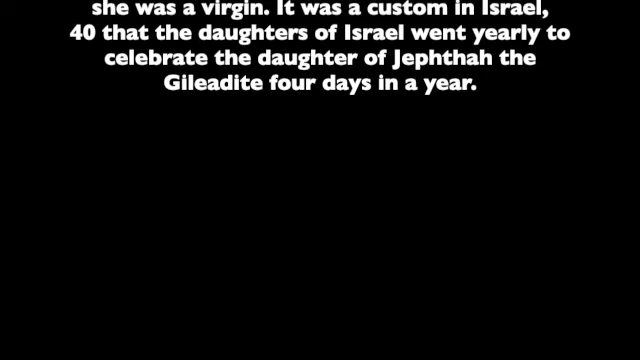 she was a virgin. It was a custom in Israel,
40 that the daughters of Israel went yearly to
celebrate the daughter of Jephthah the
Gileadite four days in a year.